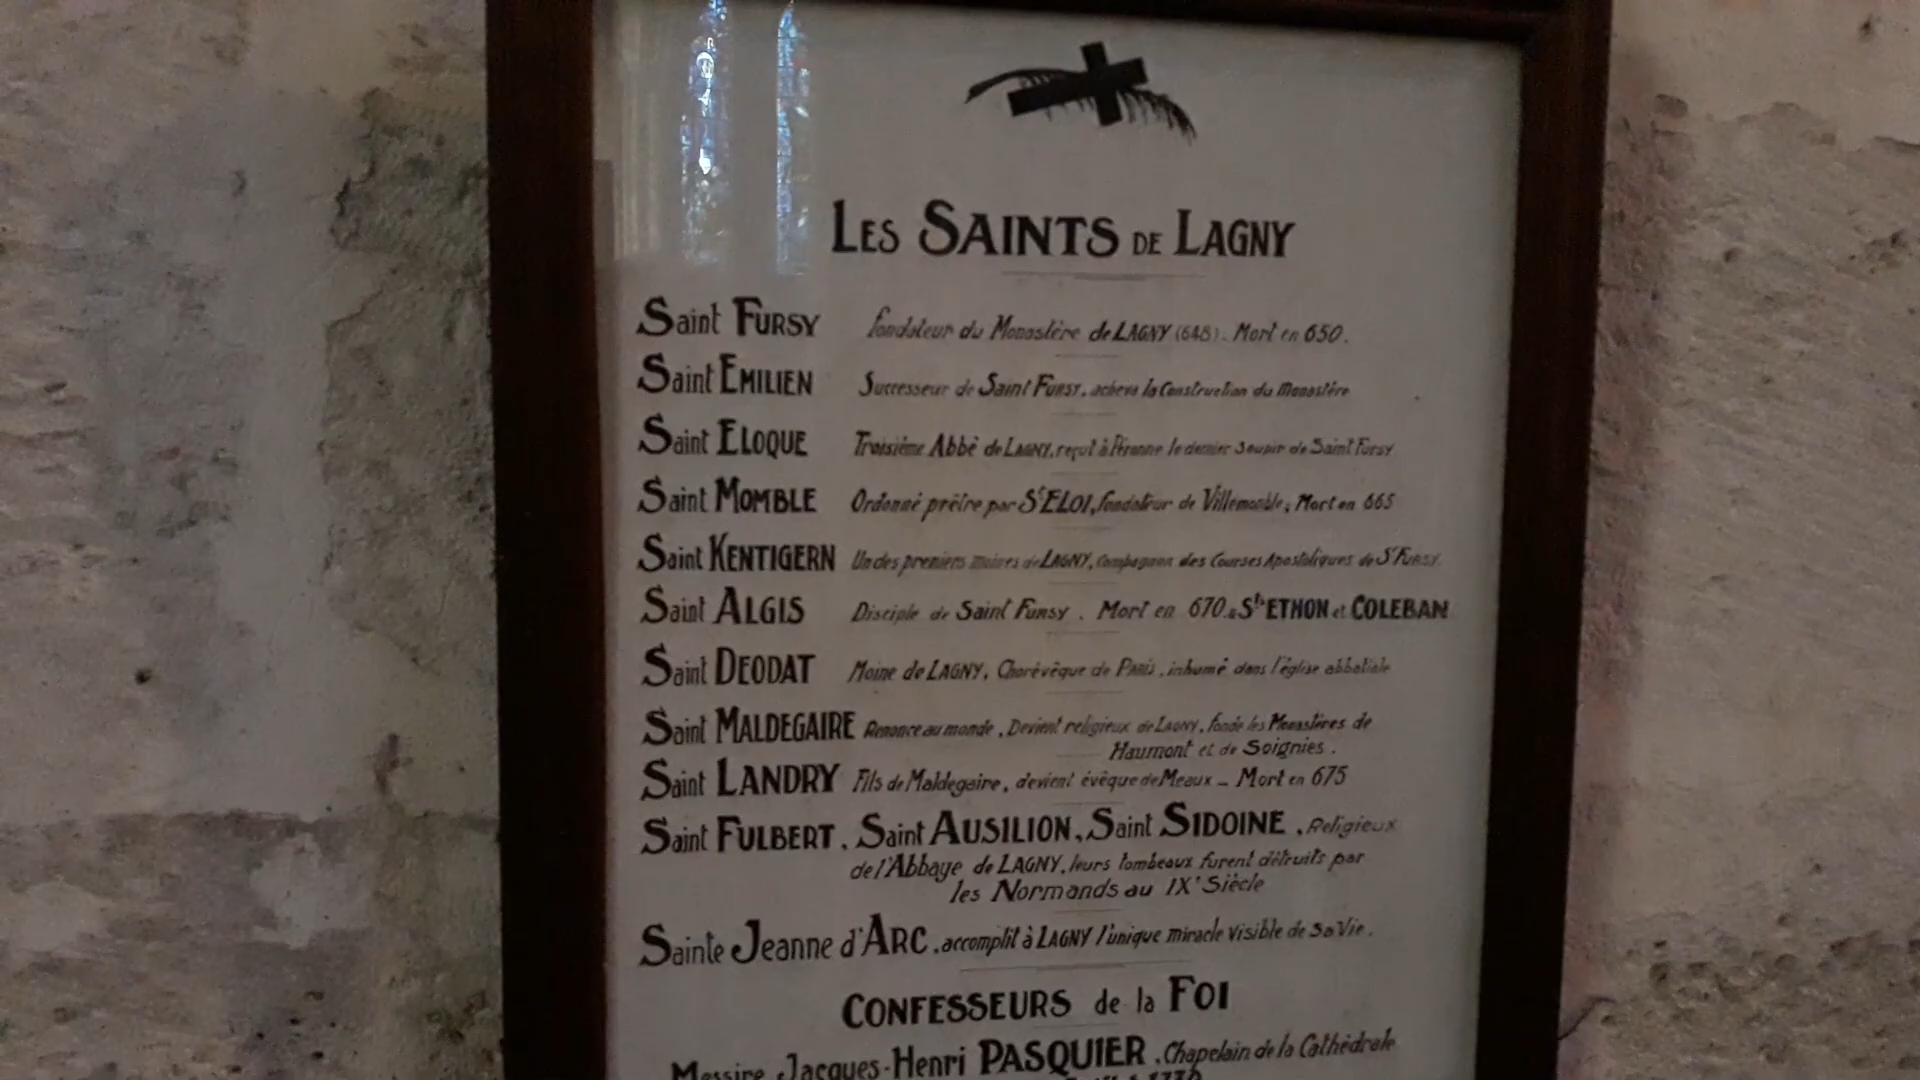 LES SAINTS DE LAGNY
Saint FURSY fondateur du Monastère de LAGNY (648). Mort en 650.
Saint EMILIEN Successeur de Saint FURSY, acheva la Construction du Monastère
Saint ELOQUE Troisième Abbé de LAGNY, reçut à Péronne le dernier soupir de Saint Fursy
Saint MOMBLE Ordonné prêtre par St ELOI, fondateur de Villemomble; Mort en 665
Saint KENTIGERN Un des premiers moines de LAGNY, Compagnon des Courses Apostoliques de St FURSY.
Saint ALGIS Disciple de Saint Fursy. Mort en 670. & Sts ETHON et COLEBAN
Saint DEODAT Moine de LAGNY, Chorévêque de PARIS, inhumé dans l'église abbatiale
Saint MALDEGAIRE Renonce au monde, Devient religieux de LAGNY, fonde les Monastères de
Haumont et de Soignies.
Saint LANDRY Fils de Maldegaire, devient évêque de Meaux - Mort en 675
Saint FULBERT, Saint AUSILION, Saint SIDOINE, Religieux
de l'Abbaye de LAGNY, leurs tombeaux furent détruits par
les Normands au IXe Siècle
Sainte Jeanne d'ARC, accomplit à LAGNY l'unique miracle visible de sa Vie.
CONFESSEURS de la FOI
Messire Jacques-Henri PASQUIER, Chapelain de la Cathédrale